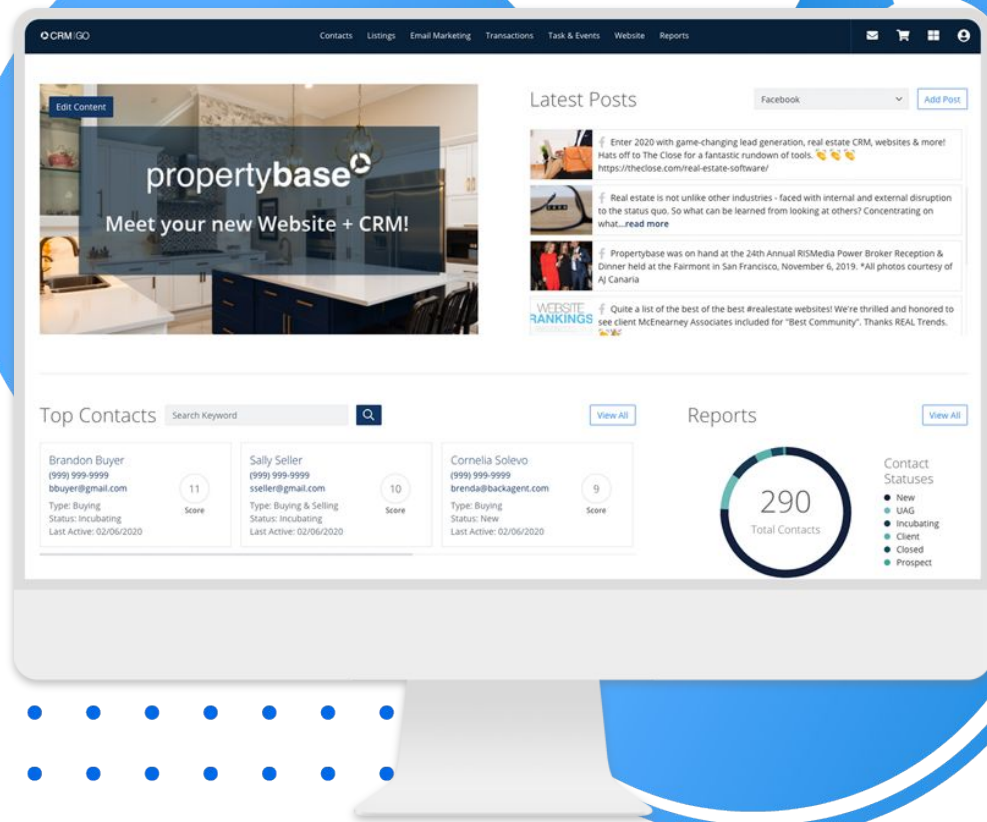 CRM GO
Contacts Listings Email Marketing Transactions Task & Events Website Reports
Edit Content
propertybase
Meet your new Website + CRM!
Latest Posts
Facebook
Add Post
Enter 2020 with game-changing lead generation, real estate CRM, websites & more!
Hats off to The Close for a fantastic rundown of tools. 👏 👏 👏
https://theclose.com/real-estate-software/
Real estate is not unlike other industries - faced with internal and external disruption
to the status quo. So what can be learned from looking at others? Concentrating on
what...read more
Propertybase was on hand at the 24th Annual RISMedia Power Broker Reception &
Dinner held at the Fairmont in San Francisco, November 6, 2019. *All photos courtesy of
AJ Canaria
WEBSITE
RANKINGS
Quite a list of the best of the best #realestate websites! We're thrilled and honored to
see client McEnearney Associates included for "Best Community". Thanks REAL Trends.
Top Contacts
Search Keyword
View All
Brandon Buyer
(999) 999-9999
bbuyer@gmail.com
Type: Buying
Status: Incubating
Last Active: 02/06/2020
11
Score
Sally Seller
(999) 999-9999
sseller@gmail.com
Type: Buying & Selling
Status: Incubating
Last Active: 02/06/2020
10
Score
Cornelia Solevo
(999) 999-9999
brenda@backagent.com
Type: Buying
Status: New
Last Active: 02/06/2020
9
Score
Reports
View All
290
Total Contacts
Contact
Statuses
New
UAG
Incubating
Client
Closed
Prospect